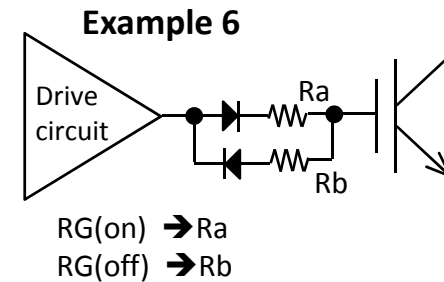 Example 6
Drive
circuit
Ra
Rb
RG(on) ➔Ra
RG(off) ➔Rb